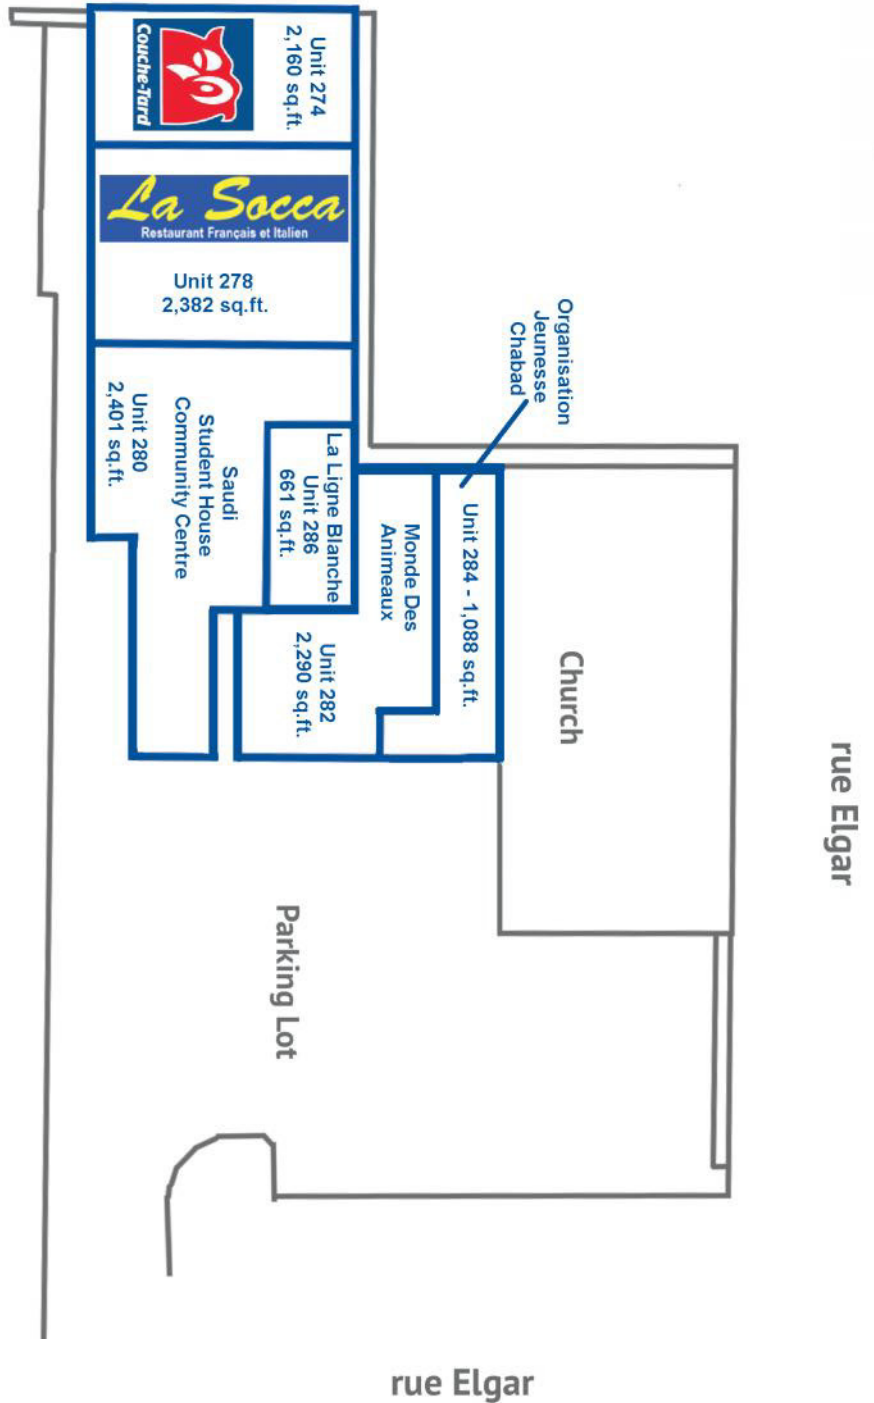 Couche-Tard
Unit 274
2,160 sq.ft.
La Socca
Restaurant Français et Italien
Unit 278
2,382 sq.ft.
Organisation
Jeunesse
Chabad
Saudi
Student House
Community Centre
Unit 280
2,401 sq.ft.
La Ligne Blanche
Unit 286
661 sq.ft.
Monde Des
Animeaux
Unit 284 - 1,088 sq.ft.
Unit 282
2,290 sq.ft.
Church
rue Elgar
Parking Lot
rue Elgar